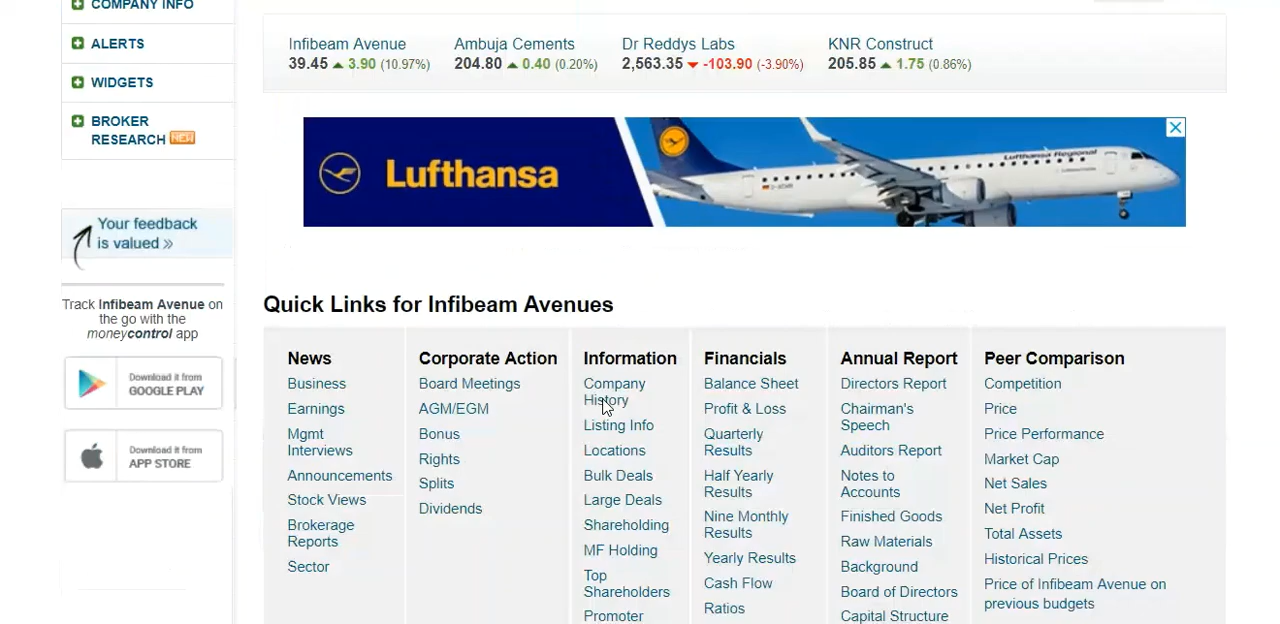 COMPANY INFO
ALERTS
WIDGETS
BROKER
RESEARCH NEW
Your feedback
is valued »
Track Infibeam Avenue on
the go with the
moneycontrol app
Download it from
GOOGLE PLAY
Download it from
APP STORE
Infibeam Avenue
39.45 ▲ 3.90 (10.97%)
Ambuja Cements
204.80 ▲ 0.40 (0.20%)
Dr Reddys Labs
2,563.35 ▼ -103.90 (-3.90%)
KNR Construct
205.85 ▲ 1.75 (0.86%)
Lufthansa
Lufthansa Regional
Quick Links for Infibeam Avenues
News
Business
Earnings
Mgmt
Interviews
Announcements
Stock Views
Brokerage
Reports
Sector
Corporate Action
Board Meetings
AGM/EGM
Bonus
Rights
Splits
Dividends
Information
Company
History
Listing Info
Locations
Bulk Deals
Large Deals
Shareholding
MF Holding
Top
Shareholders
Promoter
Financials
Balance Sheet
Profit & Loss
Quarterly
Results
Half Yearly
Results
Nine Monthly
Results
Yearly Results
Cash Flow
Ratios
Annual Report
Directors Report
Chairman's
Speech
Auditors Report
Notes to
Accounts
Finished Goods
Raw Materials
Background
Board of Directors
Capital Structure
Peer Comparison
Competition
Price
Price Performance
Market Cap
Net Sales
Net Profit
Total Assets
Historical Prices
Price of Infibeam Avenue on
previous budgets